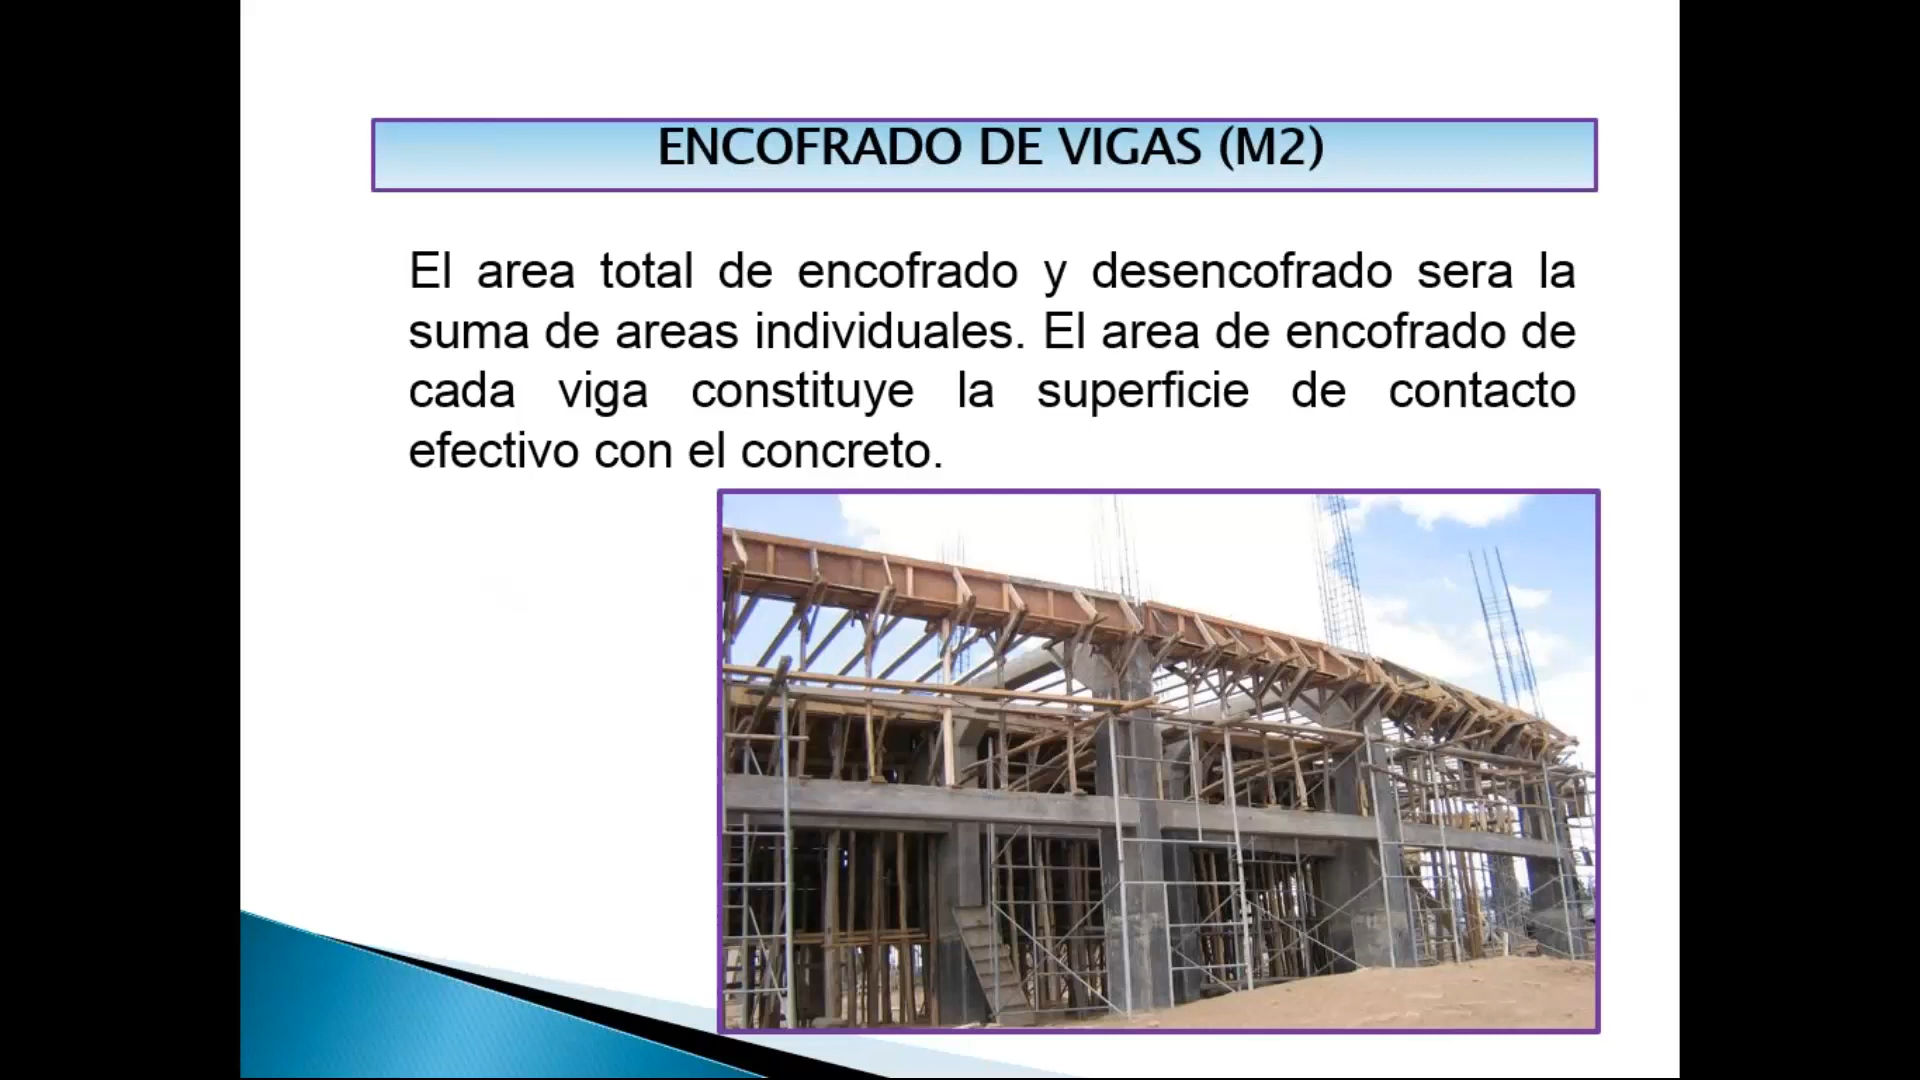 ENCOFRADO DE VIGAS (M2)
El area total de encofrado y desencofrado sera la
suma de areas individuales. El area de encofrado de
cada viga constituye la superficie de contacto
efectivo con el concreto.